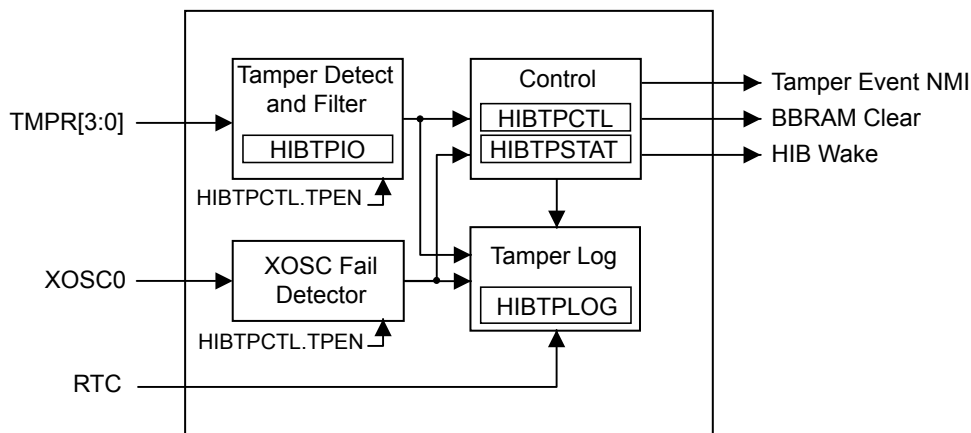 Tamper Detect
and Filter
HIBTPIO
Control
HIBTPCTL
HIBTPSTAT
Tamper Event NMI
BBRAM Clear
HIB Wake
TMPR[3:0]
HIBTPCTL.TPEN
XOSC Fail
Detector
Tamper Log
HIBTPLOG
XOSC0
HIBTPCTL.TPEN
RTC